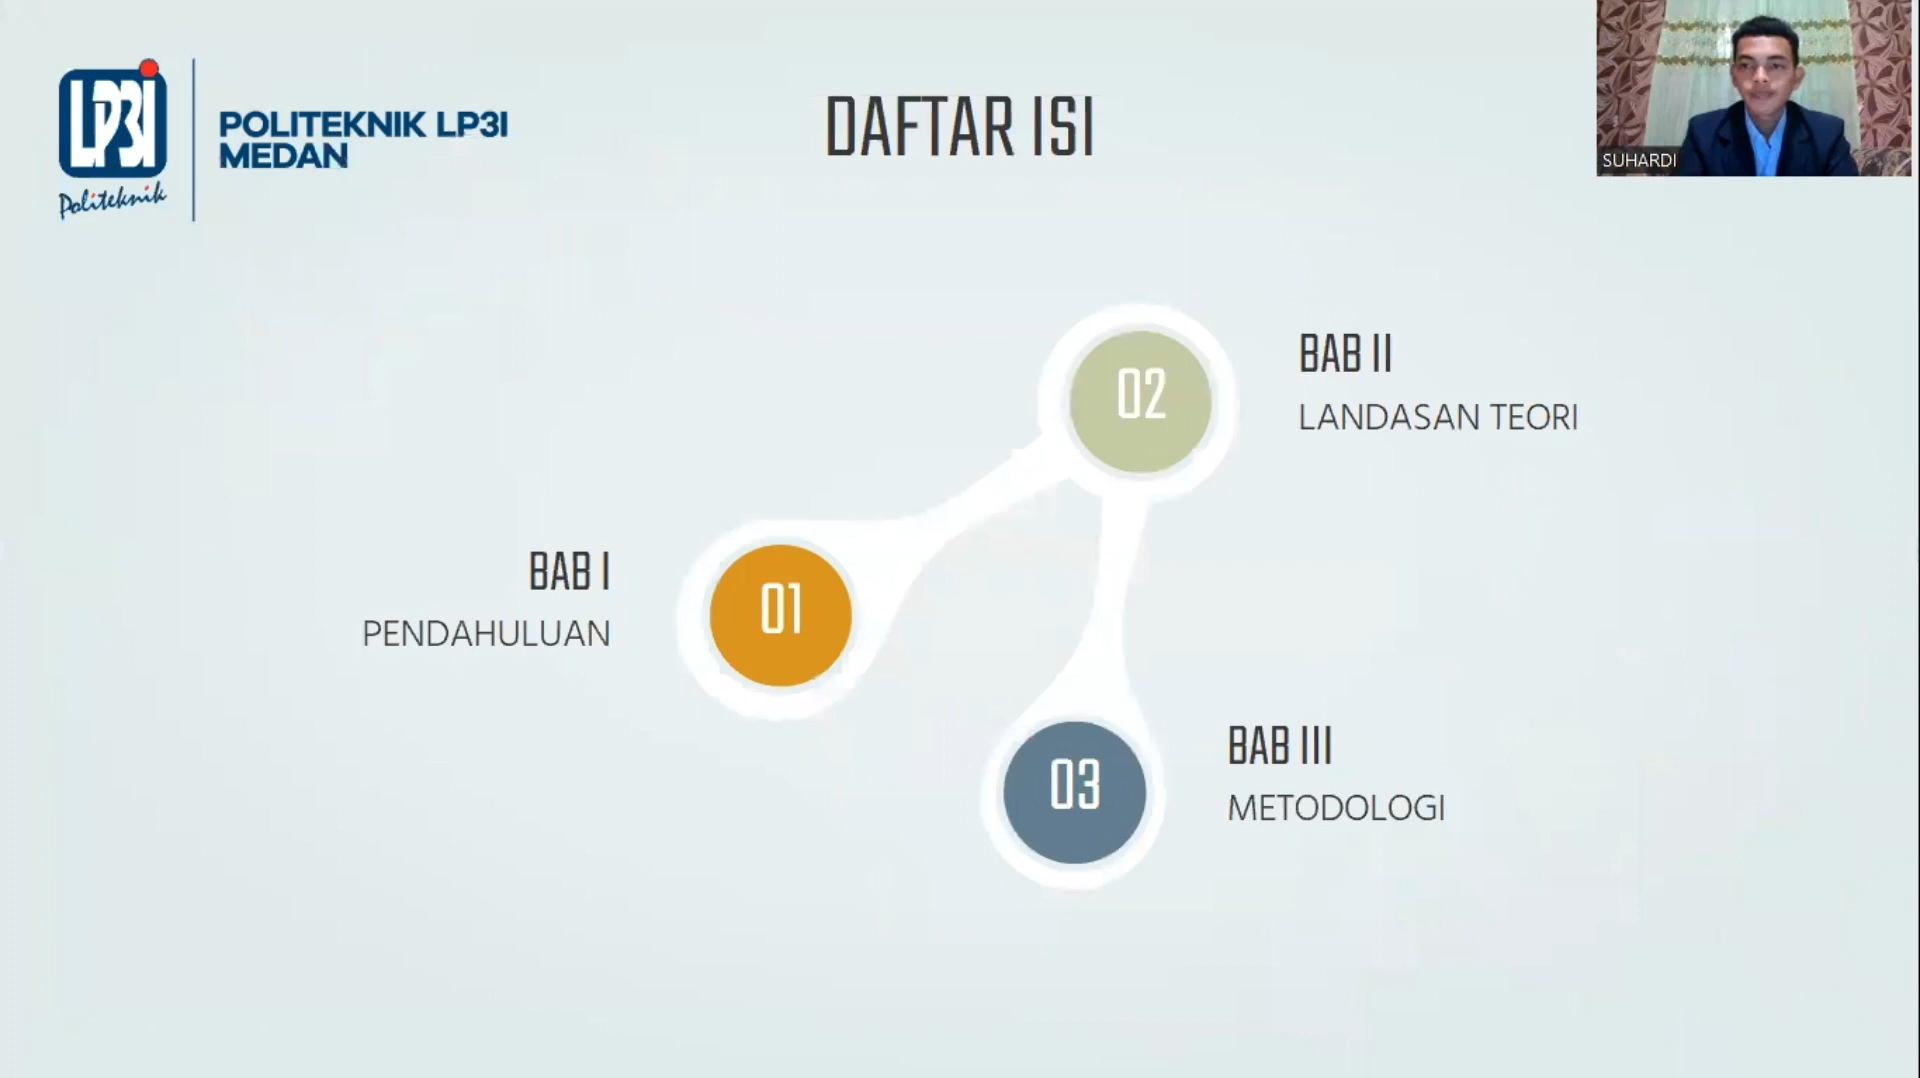 LP3I
Politeknik
POLITEKNIK LP3I
MEDAN
DAFTAR ISI
SUHARDI
02
BAB II
LANDASAN TEORI
BAB I
PENDAHULUAN
01
03
BAB III
METODOLOGI